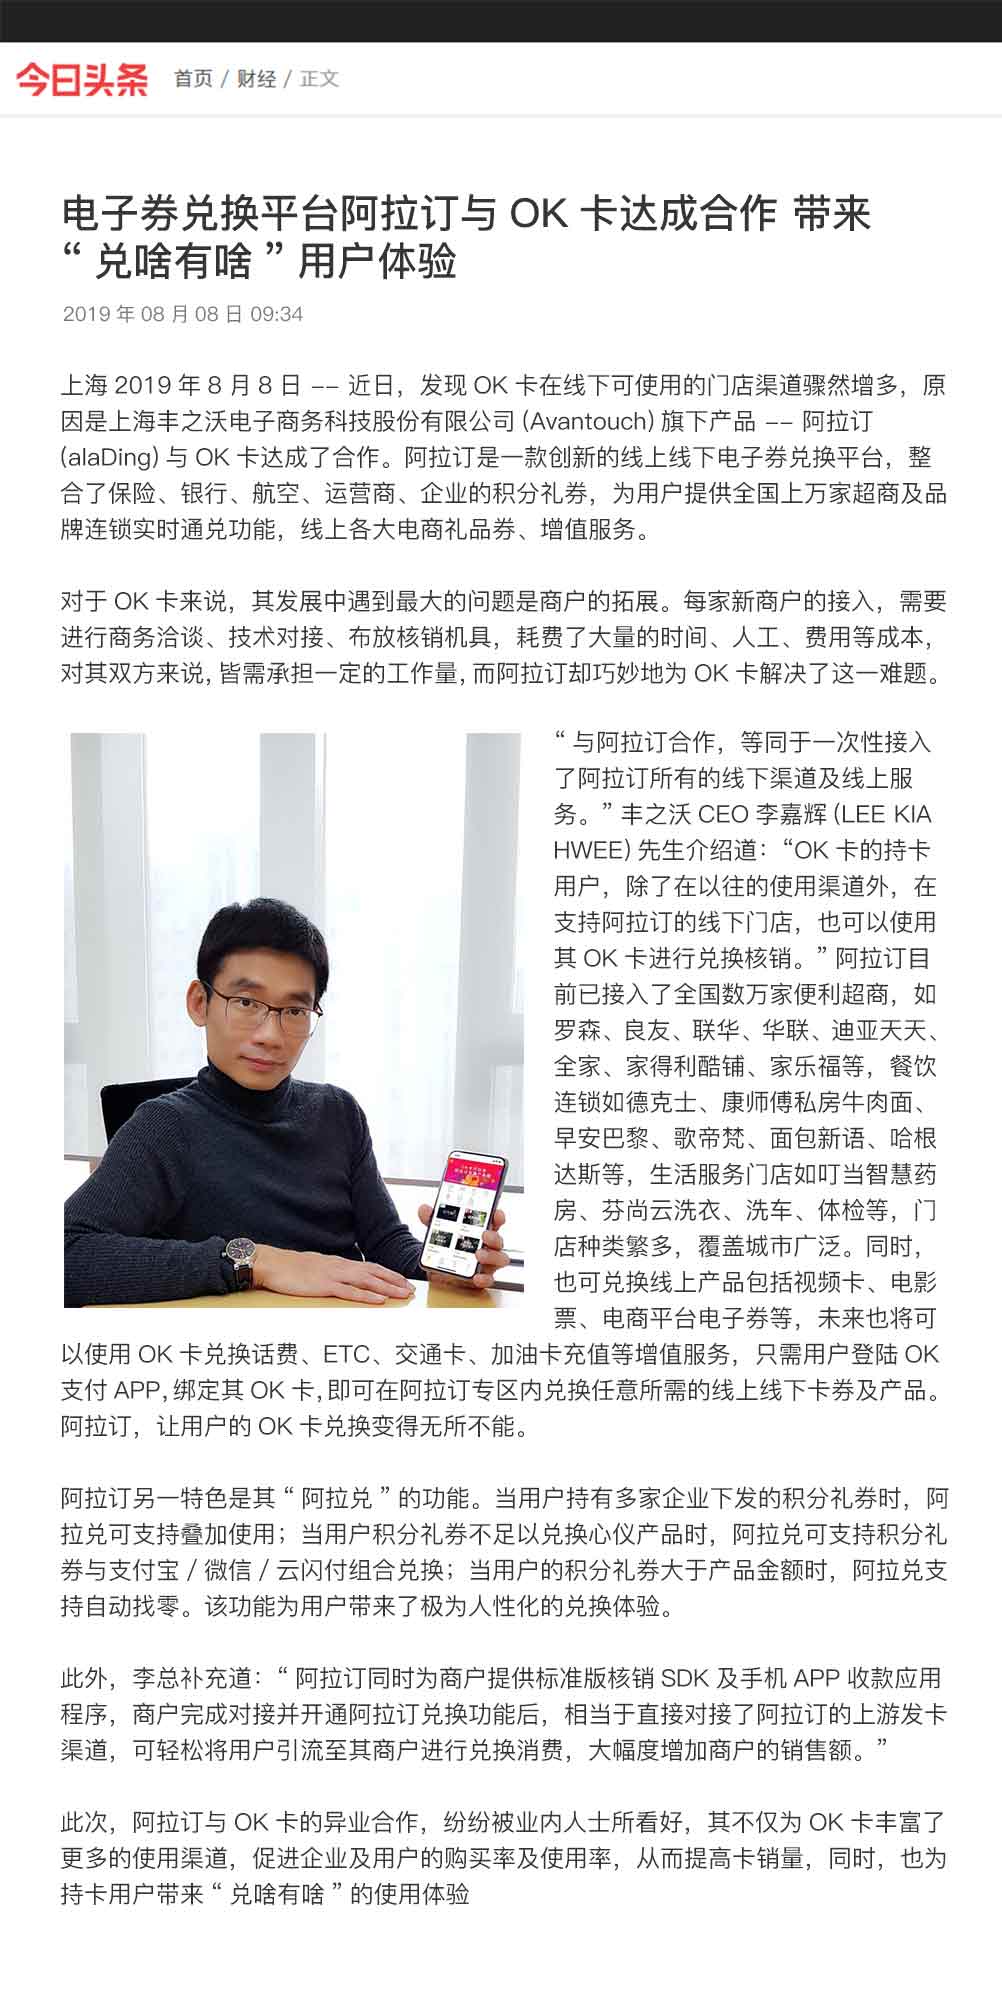 今日头条 首页 / 财经 / 正文
电子券兑换平台阿拉订与 OK 卡达成合作 带来
“ 兑啥有啥 ” 用户体验
2019 年 08 月 08 日 09:34
上海 2019 年 8 月 8 日 -- 近日，发现 OK 卡在线下可使用的门店渠道骤然增多，原
因是上海丰之沃电子商务科技股份有限公司 (Avantouch) 旗下产品 -- 阿拉订
(alaDing) 与 OK 卡达成了合作。阿拉订是一款创新的线上线下电子券兑换平台，整
合了保险、银行、航空、运营商、企业的积分礼券，为用户提供全国上万家超商及品
牌连锁实时通兑功能，线上各大电商礼品券、增值服务。
对于 OK 卡来说，其发展中遇到最大的问题是商户的拓展。每家新商户的接入，需要
进行商务洽谈、技术对接、布放核销机具，耗费了大量的时间、人工、费用等成本，
对其双方来说，皆需承担一定的工作量，而阿拉订却巧妙地为 OK 卡解决了这一难题。
“ 与阿拉订合作，等同于一次性接入
了阿拉订所有的线下渠道及线上服
务。” 丰之沃 CEO 李嘉辉 (LEE KIA
HWEE) 先生介绍道：“OK 卡的持卡
用户，除了在以往的使用渠道外，在
支持阿拉订的线下门店，也可以使用
其 OK 卡进行兑换核销。” 阿拉订目
前已接入了全国数万家便利超商，如
罗森、良友、联华、华联、迪亚天天、
全家、家得利酷铺、家乐福等，餐饮
连锁如德克士、康师傅私房牛肉面、
早安巴黎、歌帝梵、面包新语、哈根
达斯等，生活服务门店如叮当智慧药
房、芬尚云洗衣、洗车、体检等，门
店种类繁多，覆盖城市广泛。同时，
也可兑换线上产品包括视频卡、电影
票、电商平台电子券等，未来也将可
以使用 OK 卡兑换话费、ETC、交通卡、加油卡充值等增值服务，只需用户登陆 OK
支付 APP，绑定其 OK 卡，即可在阿拉订专区内兑换任意所需的线上线下卡券及产品。
阿拉订，让用户的 OK 卡兑换变得无所不能。
阿拉订另一特色是其 “ 阿拉兑 ” 的功能。当用户持有多家企业下发的积分礼券时，阿
拉兑可支持叠加使用；当用户积分礼券不足以兑换心仪产品时，阿拉兑可支持积分礼
券与支付宝 / 微信 / 云闪付组合兑换；当用户的积分礼券大于产品金额时，阿拉兑支
持自动找零。该功能为用户带来了极为人性化的兑换体验。
此外，李总补充道：“ 阿拉订同时为商户提供标准版核销 SDK 及手机 APP 收款应用
程序，商户完成对接并开通阿拉订兑换功能后，相当于直接对接了阿拉订的上游发卡
渠道，可轻松将用户引流至其商户进行兑换消费，大幅度增加商户的销售额。”
此次，阿拉订与 OK 卡的异业合作，纷纷被业内人士所看好，其不仅为 OK 卡丰富了
更多的使用渠道，促进企业及用户的购买率及使用率，从而提高卡销量，同时，也为
持卡用户带来 “ 兑啥有啥 ” 的使用体验